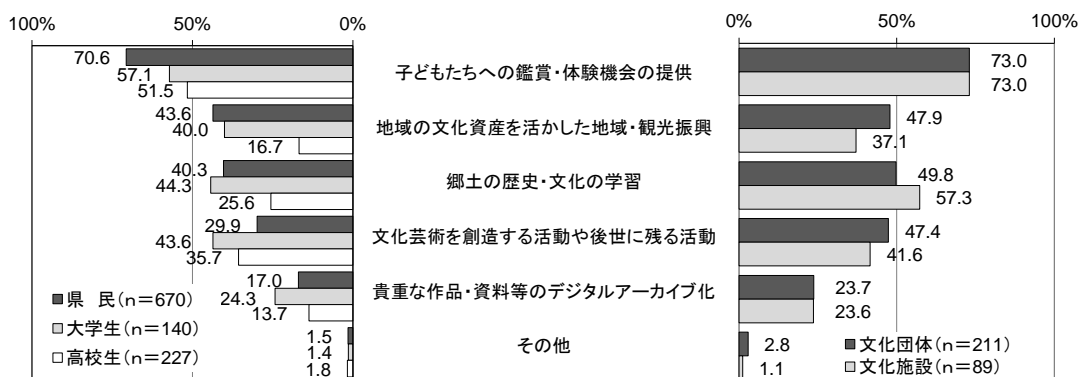 100% 50% 0% 0% 50% 100%
70.6 57.1 51.5 子どもたちへの鑑賞・体験機会の提供 73.0 73.0
43.6 40.0 16.7 地域の文化資産を活かした地域・観光振興 47.9 37.1
40.3 44.3 25.6 郷土の歴史・文化の学習 49.8 57.3
29.9 43.6 35.7 文化芸術を創造する活動や後世に残る活動 47.4 41.6
17.0 24.3 13.7 貴重な作品・資料等のデジタルアーカイブ化 23.7 23.6
1.5 1.4 1.8 その他 2.8 1.1
県　民(n=670)
大学生(n=140)
高校生(n=227)
文化団体(n=211)
文化施設(n=89)